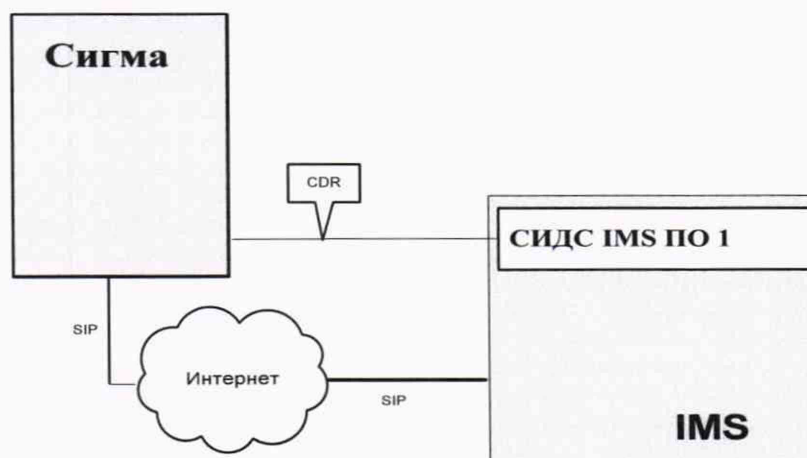 Сигма
CDR
СИДС IMS ПО 1
SIP
Интернет
SIP
IMS